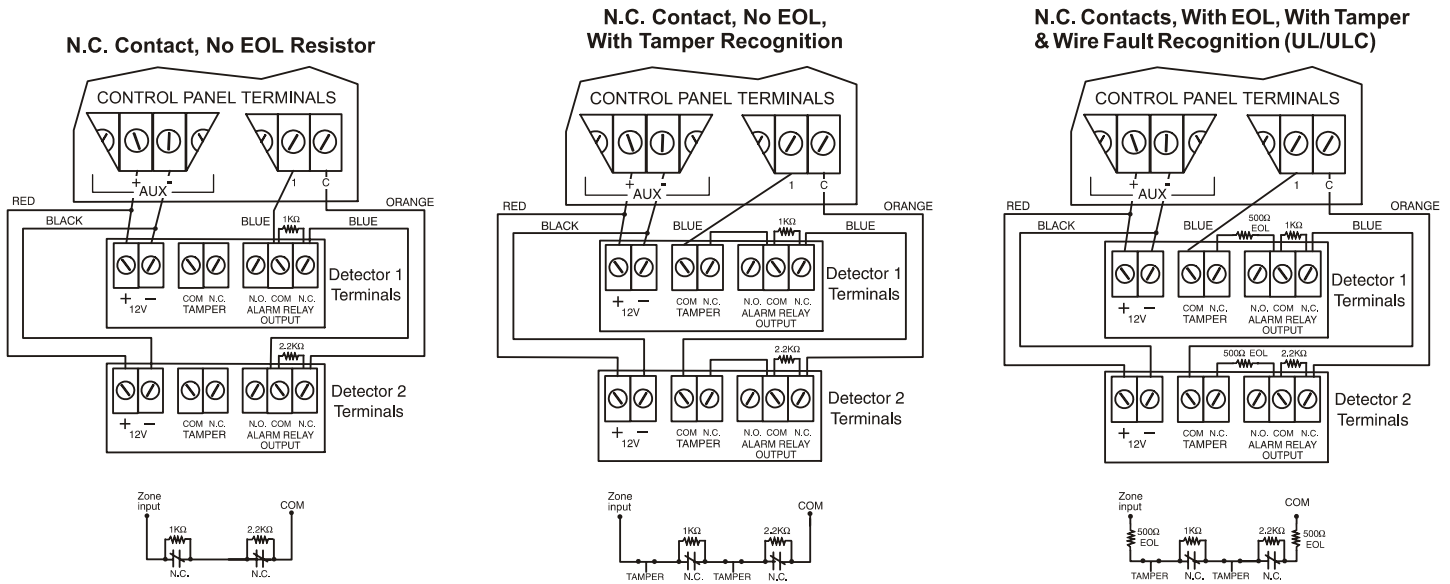 N.C. Contact, No EOL Resistor
CONTROL PANEL TERMINALS
+ - 1 C
AUX
RED
ORANGE
BLACK
BLUE
1KΩ
BLUE
Detector 1
Terminals
+ −
12V
COM N.C.
TAMPER
N.O. COM N.C.
ALARM RELAY
OUTPUT
2.2KΩ
Detector 2
Terminals
+ −
12V
COM N.C.
TAMPER
N.O. COM N.C.
ALARM RELAY
OUTPUT
Zone
input
COM
1KΩ
2.2KΩ
N.C.
N.C.
N.C. Contact, No EOL,
With Tamper Recognition
CONTROL PANEL TERMINALS
+ - 1 C
AUX
RED
ORANGE
BLACK
BLUE
1KΩ
BLUE
Detector 1
Terminals
+ −
12V
COM N.C.
TAMPER
N.O. COM N.C.
ALARM RELAY
OUTPUT
2.2KΩ
Detector 2
Terminals
+ −
12V
COM N.C.
TAMPER
N.O. COM N.C.
ALARM RELAY
OUTPUT
Zone
input
COM
1KΩ
2.2KΩ
TAMPER
N.C.
TAMPER
N.C.
N.C. Contacts, With EOL, With Tamper
& Wire Fault Recognition (UL/ULC)
CONTROL PANEL TERMINALS
+ - 1 C
AUX
RED
ORANGE
BLACK
BLUE
500Ω
EOL
1KΩ
BLUE
Detector 1
Terminals
+ −
12V
COM N.C.
TAMPER
N.O. COM N.C.
ALARM RELAY
OUTPUT
500Ω EOL
2.2KΩ
Detector 2
Terminals
+ −
12V
COM N.C.
TAMPER
N.O. COM N.C.
ALARM RELAY
OUTPUT
Zone
input
COM
500Ω
EOL
1KΩ
2.2KΩ
500Ω
EOL
TAMPER
N.C.
TAMPER
N.C.